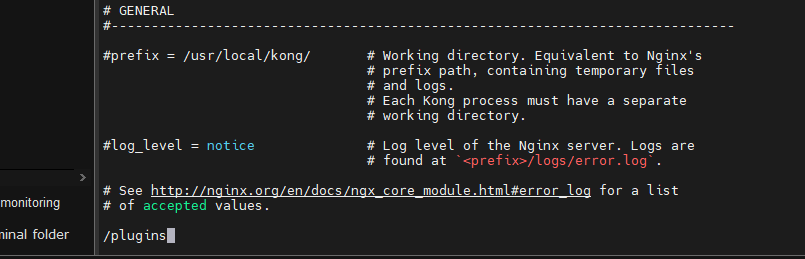 # GENERAL
#------------------------------------------------------------------------------
#prefix = /usr/local/kong/       # Working directory. Equivalent to Nginx's
# prefix path, containing temporary files
# and logs.
# Each Kong process must have a separate
# working directory.
#log_level = notice              # Log level of the Nginx server. Logs are
# found at `<prefix>/logs/error.log`.
# See http://nginx.org/en/docs/ngx_core_module.html#error_log for a list
# of accepted values.
/plugins
>
monitoring
minal folder